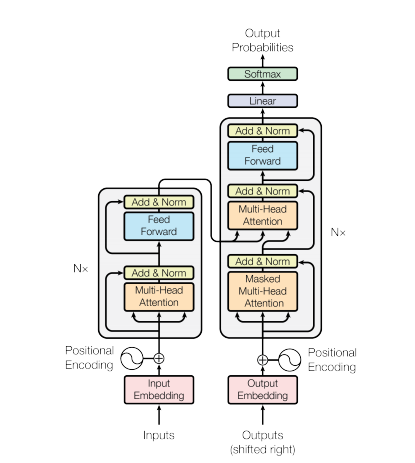 Output
Probabilities
Softmax
Linear
Add & Norm
Feed
Forward
Add & Norm
Multi-Head
Attention
Add & Norm
Masked
Multi-Head
Attention
N×
Add & Norm
Feed
Forward
Add & Norm
Multi-Head
Attention
N×
Positional
Encoding
Positional
Encoding
Input
Embedding
Output
Embedding
Inputs
Outputs
(shifted right)